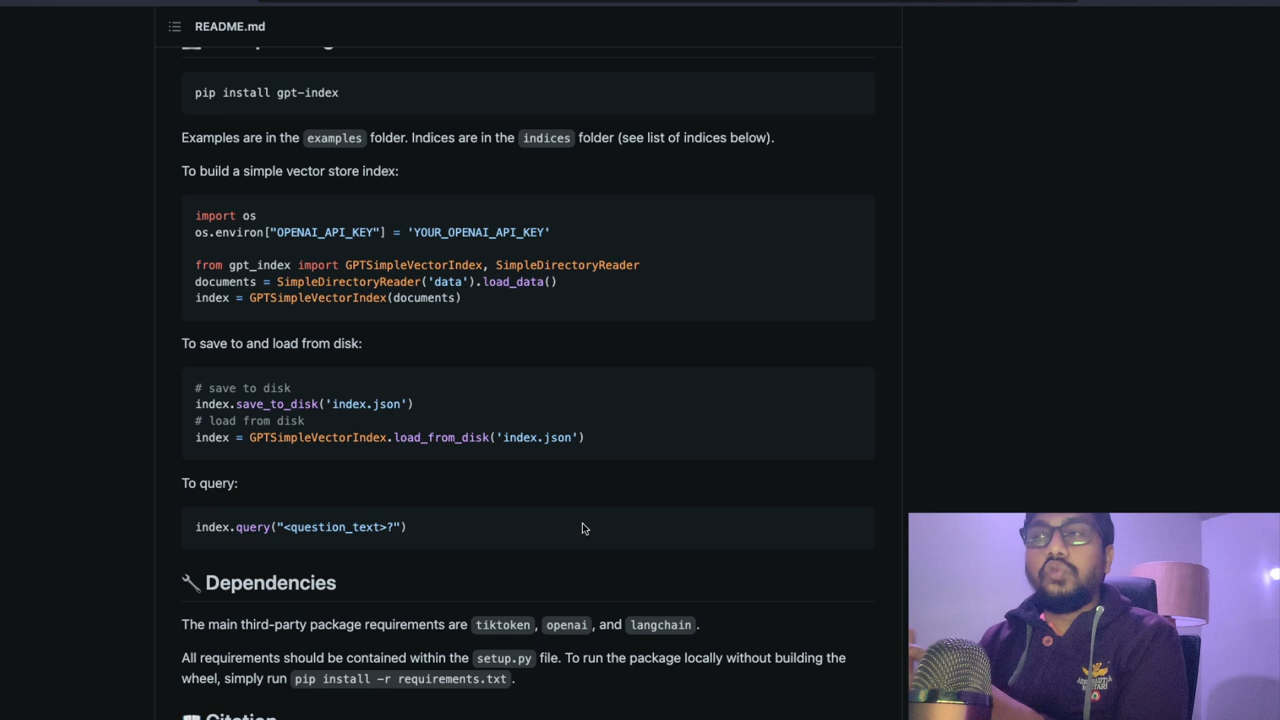 README.md
pip install gpt-index
Examples are in the examples folder. Indices are in the indices folder (see list of indices below).
To build a simple vector store index:
import os
os.environ["OPENAI_API_KEY"] = 'YOUR_OPENAI_API_KEY'
from gpt_index import GPTSimpleVectorIndex, SimpleDirectoryReader
documents = SimpleDirectoryReader('data').load_data()
index = GPTSimpleVectorIndex(documents)
To save to and load from disk:
# save to disk
index.save_to_disk('index.json')
# load from disk
index = GPTSimpleVectorIndex.load_from_disk('index.json')
To query:
index.query("<question_text>?")
Dependencies
The main third-party package requirements are tiktoken, openai, and langchain.
All requirements should be contained within the setup.py file. To run the package locally without building the
wheel, simply run pip install -r requirements.txt.
Citation